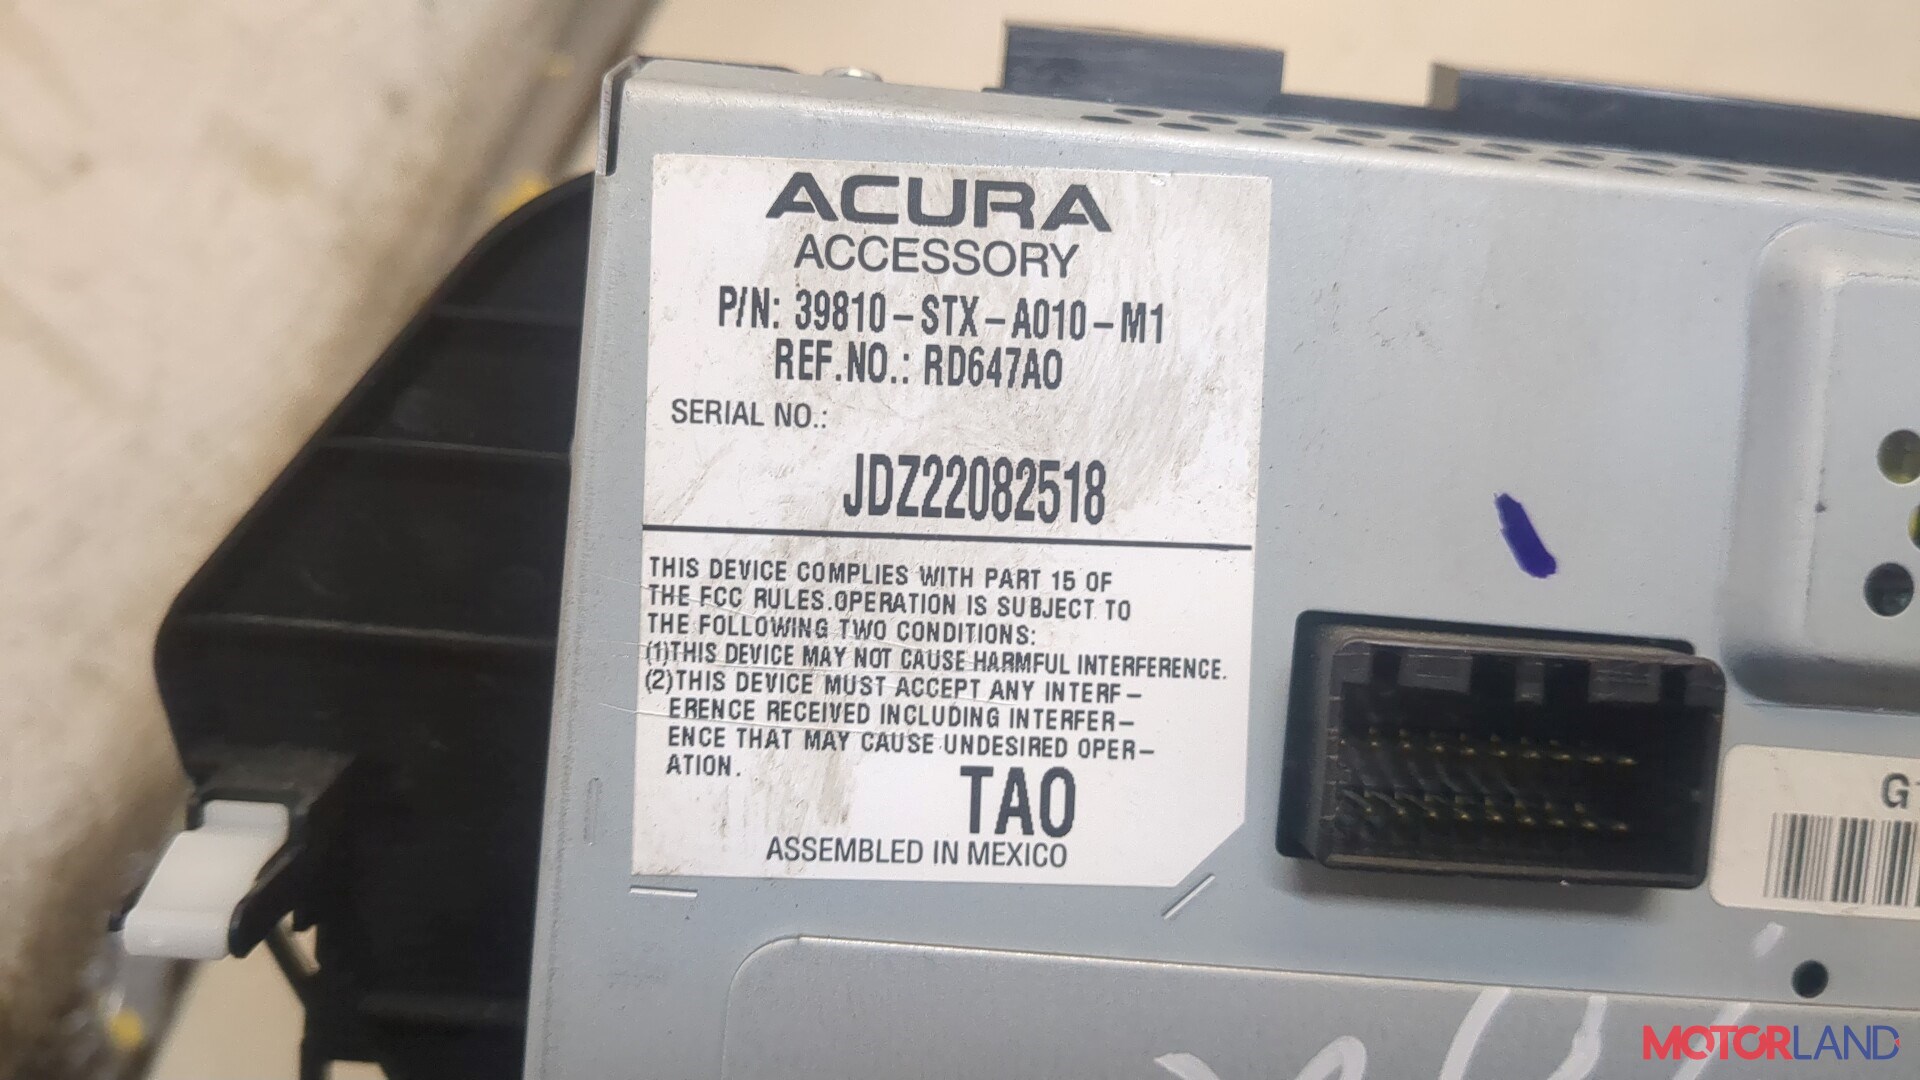 ACURA
ACCESSORY
P/N: 39810-STX-A010-M1
REF.NO.: RD647A0
SERIAL NO.:
JDZ22082518
THIS DEVICE COMPLIES WITH PART 15 OF
THE FCC RULES.OPERATION IS SUBJECT TO
THE FOLLOWING TWO CONDITIONS:
(1)THIS DEVICE MAY NOT CAUSE HARMFUL INTERFERENCE.
(2)THIS DEVICE MUST ACCEPT ANY INTERF-
ERENCE RECEIVED INCLUDING INTERFER-
ENCE THAT MAY CAUSE UNDESIRED OPER-
ATION.
TA0
ASSEMBLED IN MEXICO
MOTORLAND